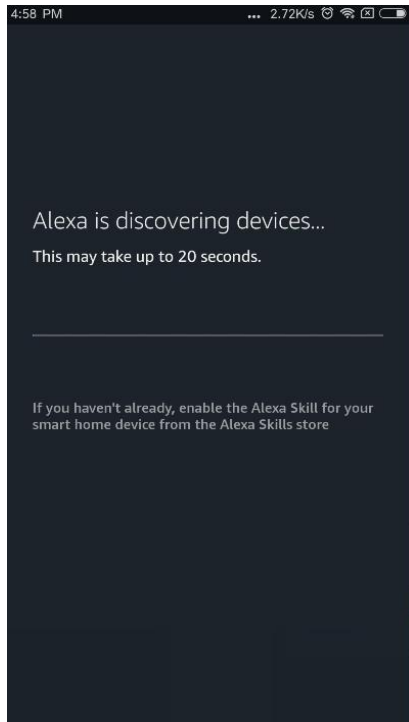 4:58 PM ... 2.72K/s
Alexa is discovering devices...
This may take up to 20 seconds.
If you haven't already, enable the Alexa Skill for your
smart home device from the Alexa Skills store